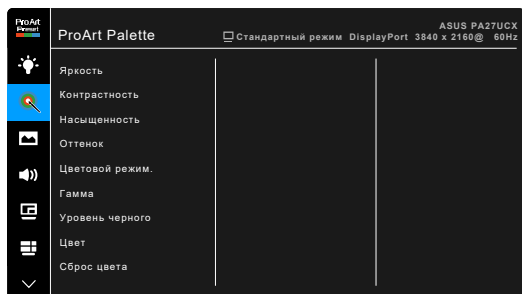 ProArt
Preset
ProArt Palette
ASUS PA27UCX
Стандартный режим DisplayPort 3840 x 2160@ 60Hz
Яркость
Контрастность
Насыщенность
Оттенок
Цветовой режим.
Гамма
Уровень черного
Цвет
Сброс цвета